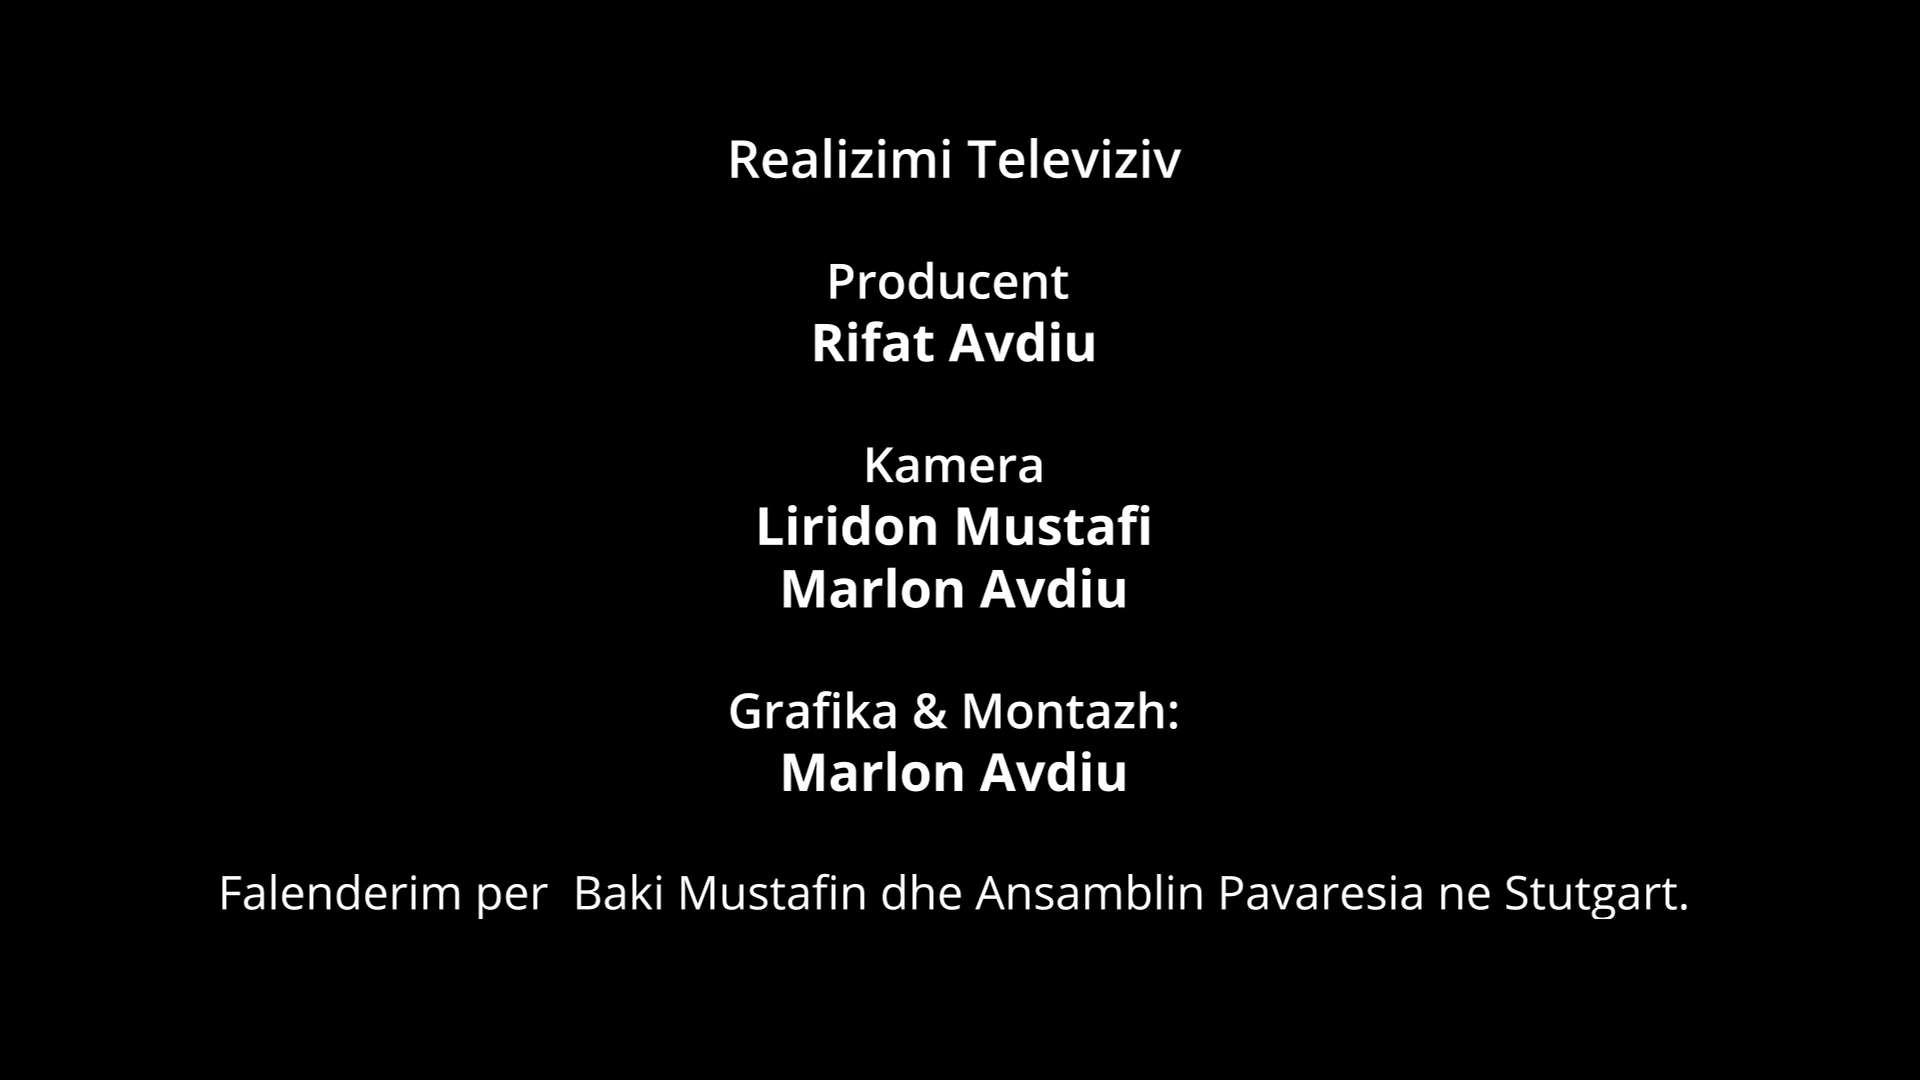 Realizimi Televiziv
Producent
Rifat Avdiu
Kamera
Liridon Mustafi
Marlon Avdiu
Grafika & Montazh:
Marlon Avdiu
Falenderim per  Baki Mustafin dhe Ansamblin Pavaresia ne Stutgart.